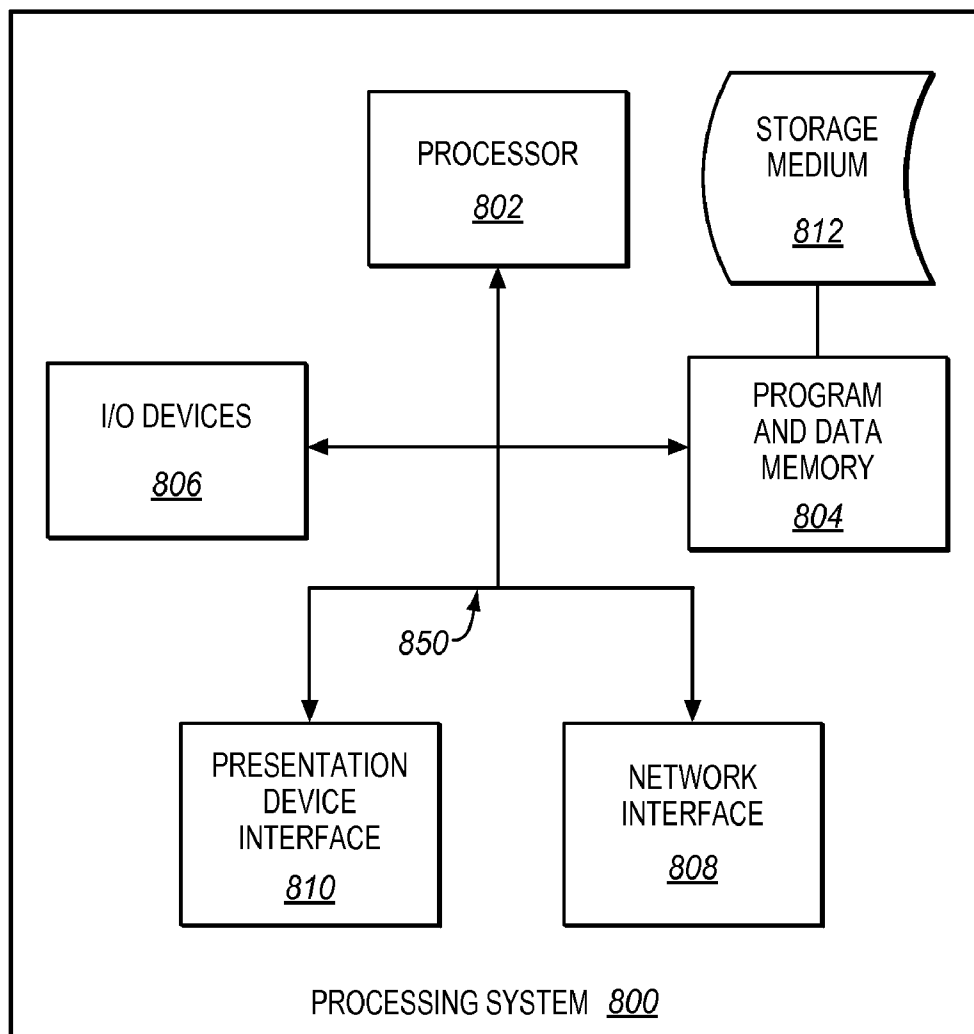 PROCESSOR
802
STORAGE
MEDIUM
812
I/O DEVICES
806
PROGRAM
AND DATA
MEMORY
804
850
PRESENTATION
DEVICE
INTERFACE
810
NETWORK
INTERFACE
808
PROCESSING SYSTEM 800